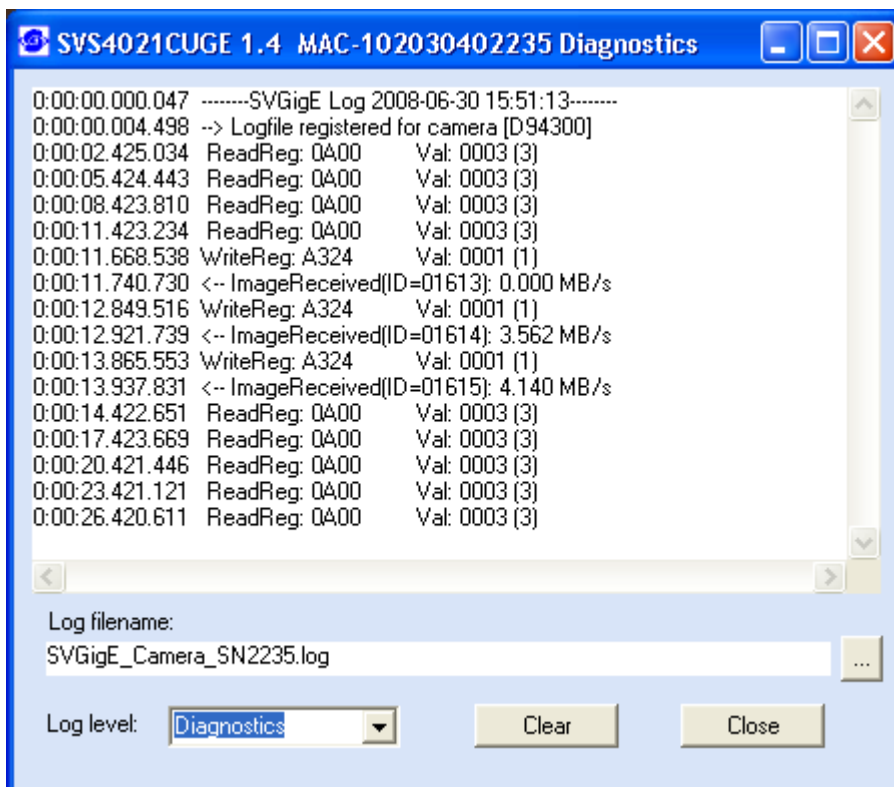 SVS4021CUGE 1.4 MAC-102030402235 Diagnostics
0:00:00.000.047 --------SVGigE Log 2008-06-30 15:51:13--------
0:00:00.004.498 --> Logfile registered for camera [D94300]
0:00:02.425.034 ReadReg: 0A00 Val: 0003 (3)
0:00:05.424.443 ReadReg: 0A00 Val: 0003 (3)
0:00:08.423.810 ReadReg: 0A00 Val: 0003 (3)
0:00:11.423.234 ReadReg: 0A00 Val: 0003 (3)
0:00:11.668.538 WriteReg: A324 Val: 0001 (1)
0:00:11.740.730 <-- ImageReceived(ID=01613): 0.000 MB/s
0:00:12.849.516 WriteReg: A324 Val: 0001 (1)
0:00:12.921.739 <-- ImageReceived(ID=01614): 3.562 MB/s
0:00:13.865.553 WriteReg: A324 Val: 0001 (1)
0:00:13.937.831 <-- ImageReceived(ID=01615): 4.140 MB/s
0:00:14.422.651 ReadReg: 0A00 Val: 0003 (3)
0:00:17.423.669 ReadReg: 0A00 Val: 0003 (3)
0:00:20.421.446 ReadReg: 0A00 Val: 0003 (3)
0:00:23.421.121 ReadReg: 0A00 Val: 0003 (3)
0:00:26.420.611 ReadReg: 0A00 Val: 0003 (3)
Log filename:
SVGigE_Camera_SN2235.log
...
Log level: Diagnostics Clear Close